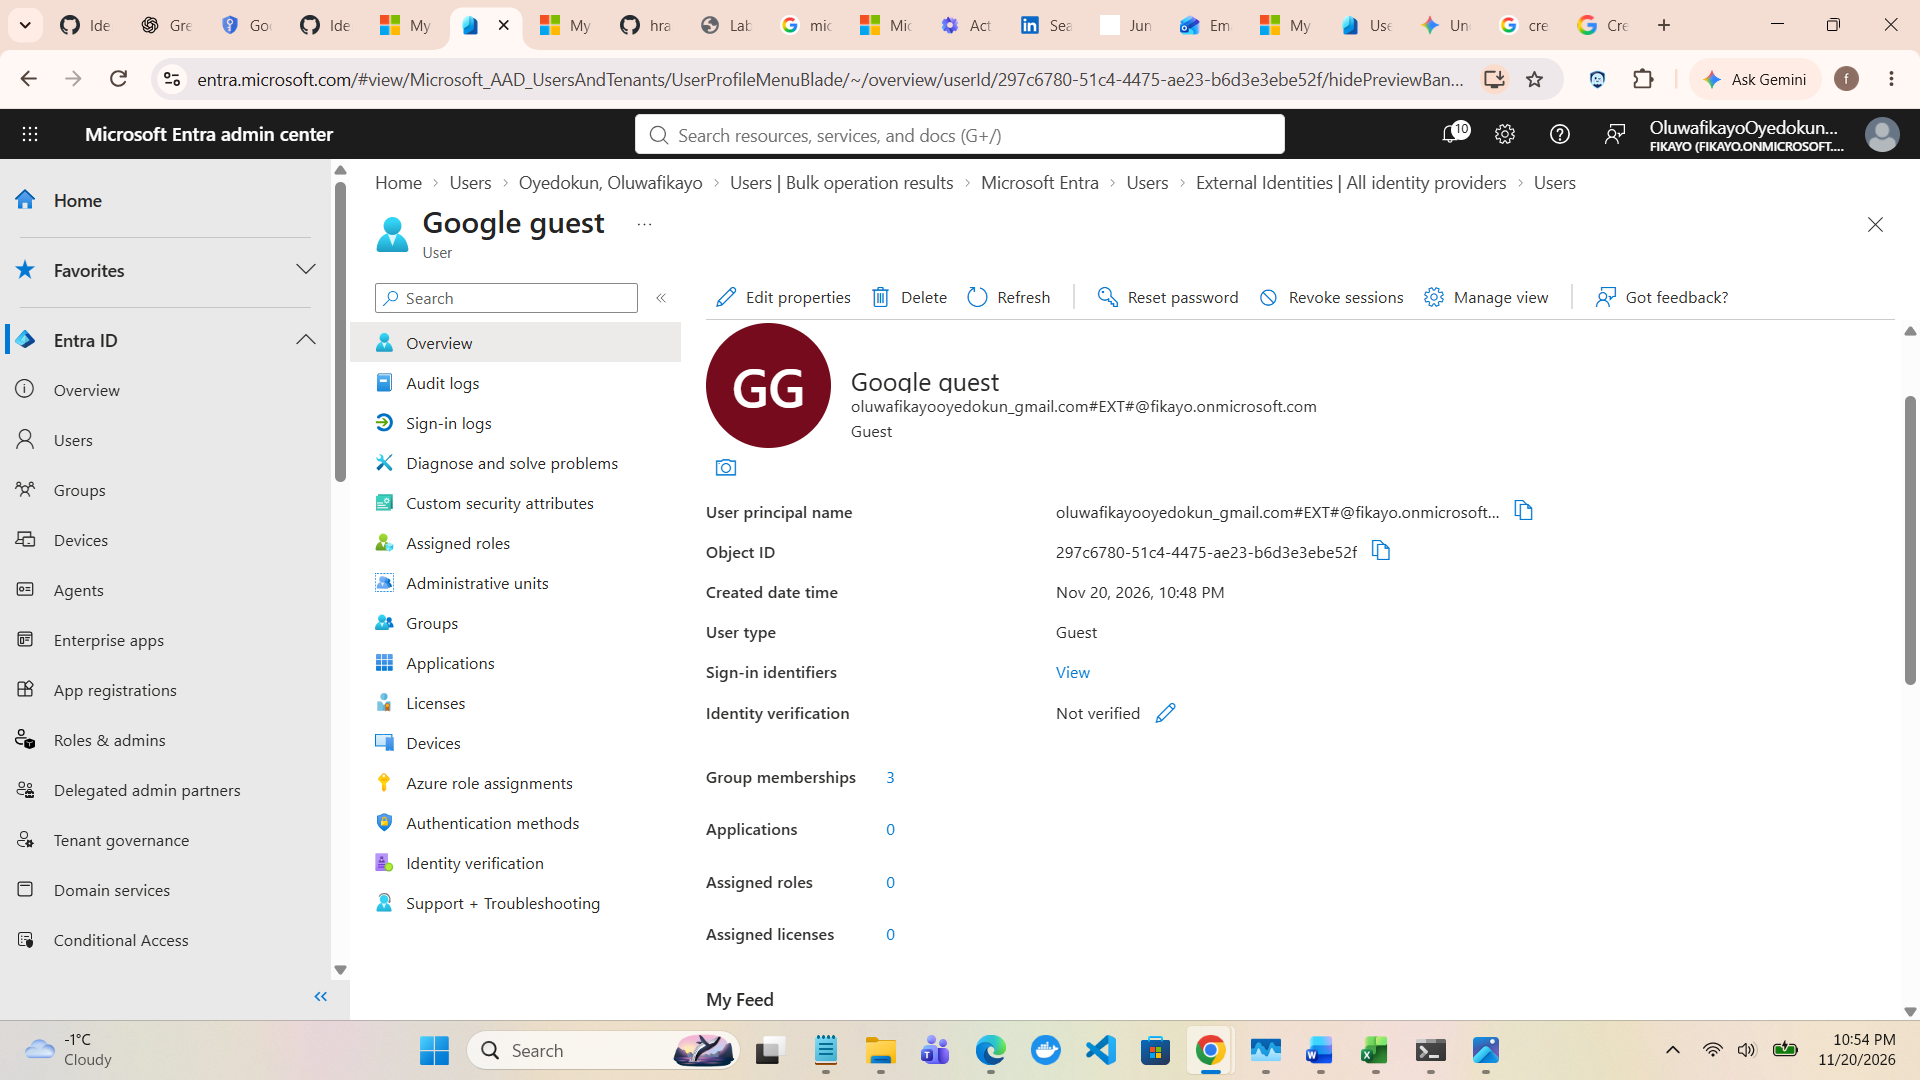 Ide
Gre
Goo
Ide
My
My
hra
Lab
mic
Mic
Act
Sea
Jun
Em
My
Use
Un
cre
Cre
entra.microsoft.com/#view/Microsoft_AAD_UsersAndTenants/UserProfileMenuBlade/~/overview/userId/297c6780-51c4-4475-ae23-b6d3e3ebe52f/hidePreviewBan...
Ask Gemini
f
Microsoft Entra admin center
Search resources, services, and docs (G+/)
10
OluwafikayoOyedokun...
FIKAYO (FIKAYO.ONMICROSOFT....
Home
Favorites
Entra ID
Overview
Users
Groups
Devices
Agents
Enterprise apps
App registrations
Roles & admins
Delegated admin partners
Tenant governance
Domain services
Conditional Access
Home > Users > Oyedokun, Oluwafikayo > Users | Bulk operation results > Microsoft Entra > Users > External Identities | All identity providers > Users
Google guest ...
User
Search
Overview
Audit logs
Sign-in logs
Diagnose and solve problems
Custom security attributes
Assigned roles
Administrative units
Groups
Applications
Licenses
Devices
Azure role assignments
Authentication methods
Identity verification
Support + Troubleshooting
Edit properties Delete Refresh Reset password Revoke sessions Manage view Got feedback?
GG
Google guest
oluwafikayooyedokun_gmail.com#EXT#@fikayo.onmicrosoft.com
Guest
User principal name oluwafikayooyedokun_gmail.com#EXT#@fikayo.onmicrosoft...
Object ID 297c6780-51c4-4475-ae23-b6d3e3ebe52f
Created date time Nov 20, 2026, 10:48 PM
User type Guest
Sign-in identifiers View
Identity verification Not verified
Group memberships 3
Applications 0
Assigned roles 0
Assigned licenses 0
My Feed
-1°C
Cloudy
Search
10:54 PM
11/20/2026